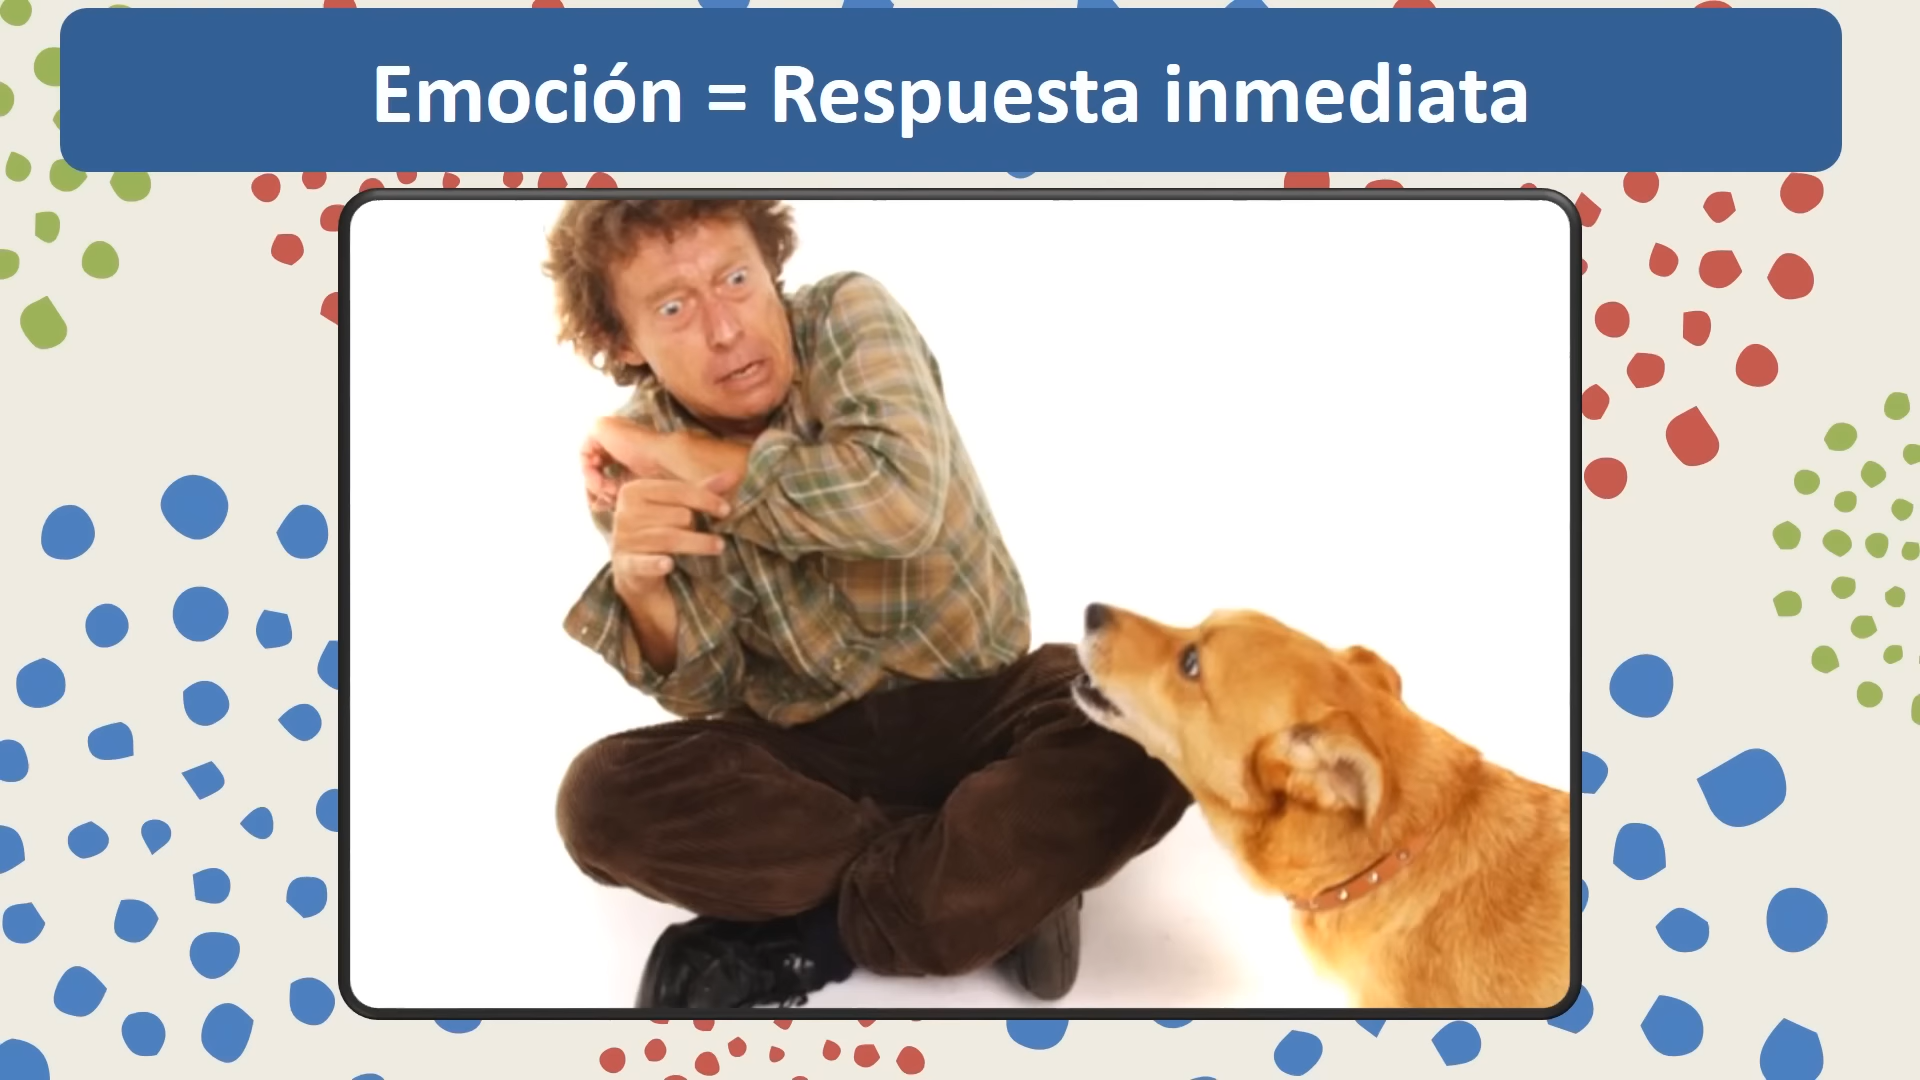 Emoción = Respuesta inmediata